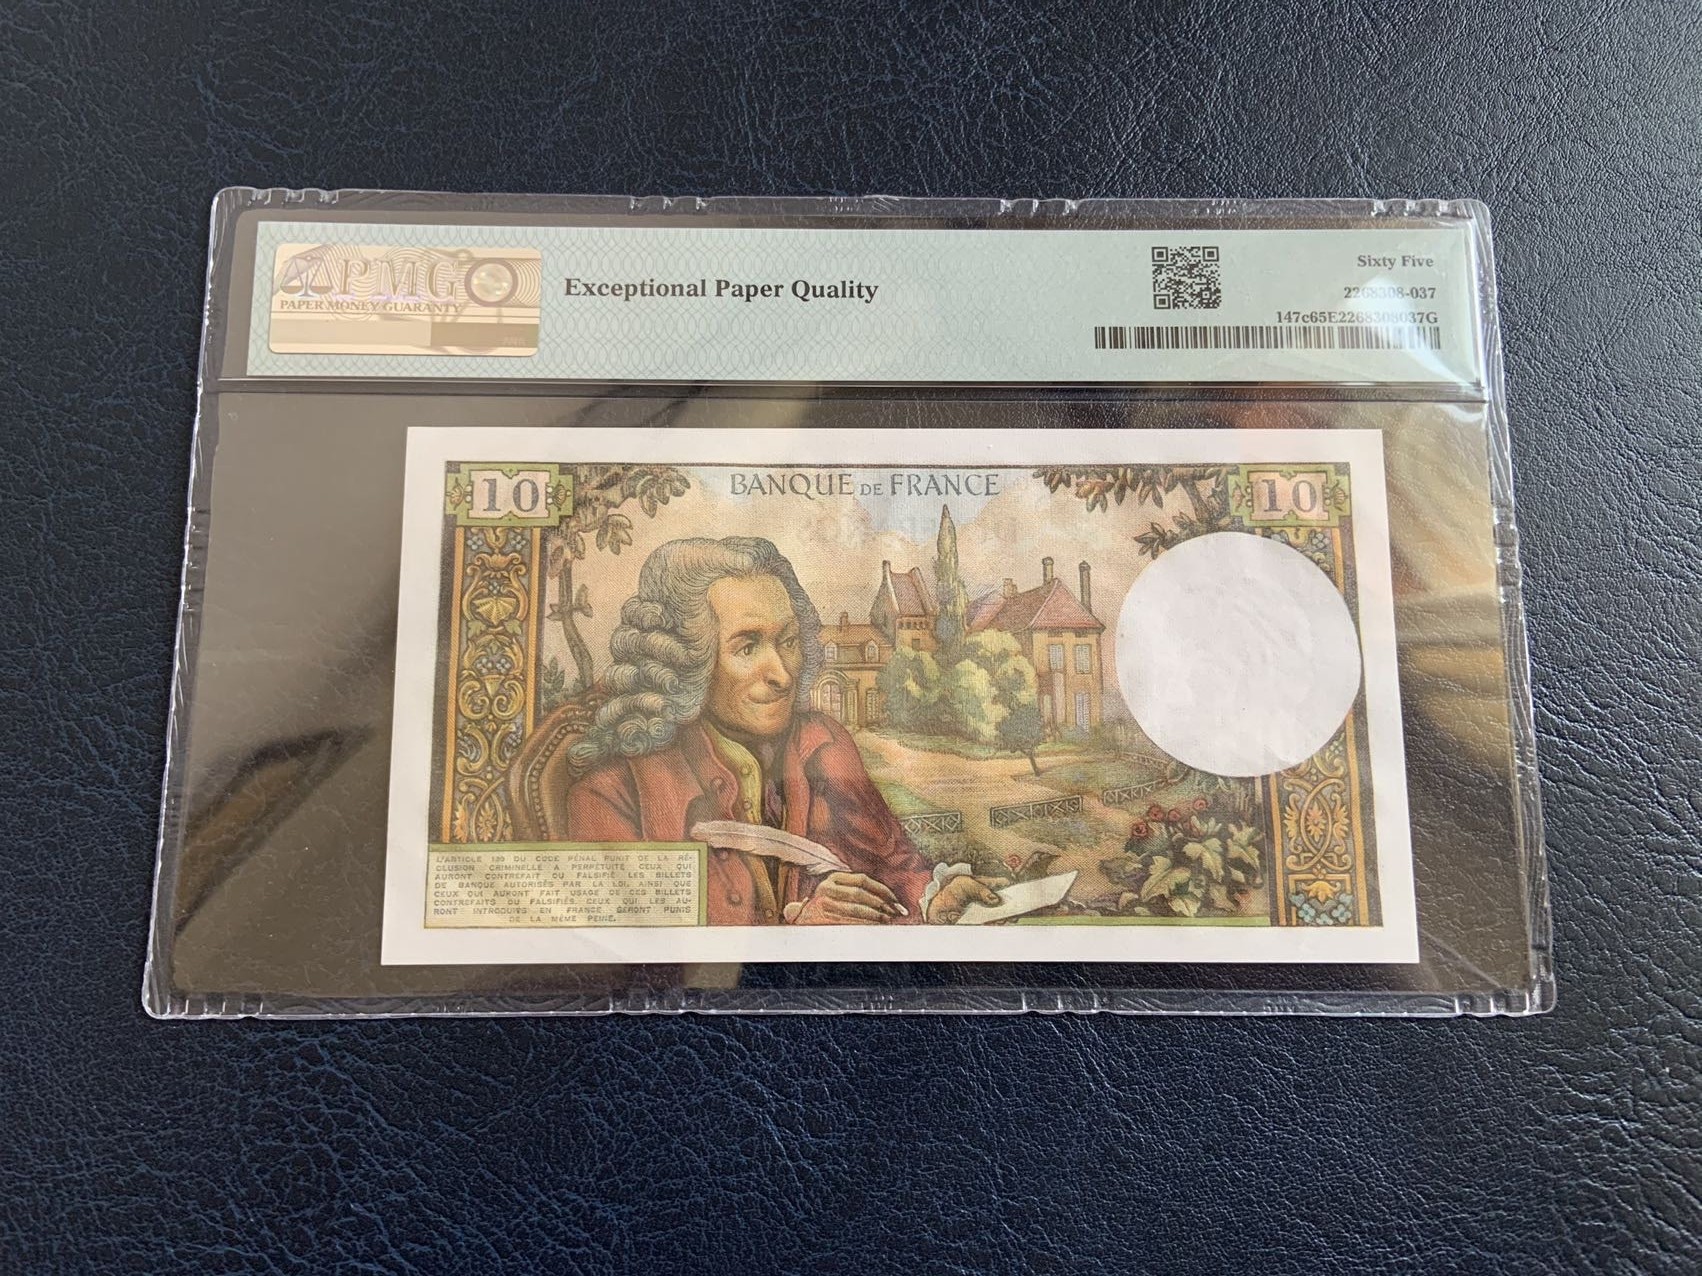 PMG
PAPER MONEY GUARANTY
Exceptional Paper Quality
Sixty Five
2268308-037
147c65E2268308037G
10
BANQUE DE FRANCE
10
L'ARTICLE 139 DU CODE PÉNAL PUNIT DE LA RÉ-
CLUSION CRIMINELLE A PERPÉTUITÉ CEUX QUI
AURONT CONTREFAIT OU FALSIFIÉ LES BILLETS
DE BANQUE AUTORISÉS PAR LA LOI, AINSI QUE
CEUX QUI AURONT FAIT USAGE DE CES BILLETS
CONTREFAITS OU FALSIFIÉS. CEUX QUI LES AU-
RONT INTRODUITS EN FRANCE SERONT PUNIS
DE LA MÊME PEINE.